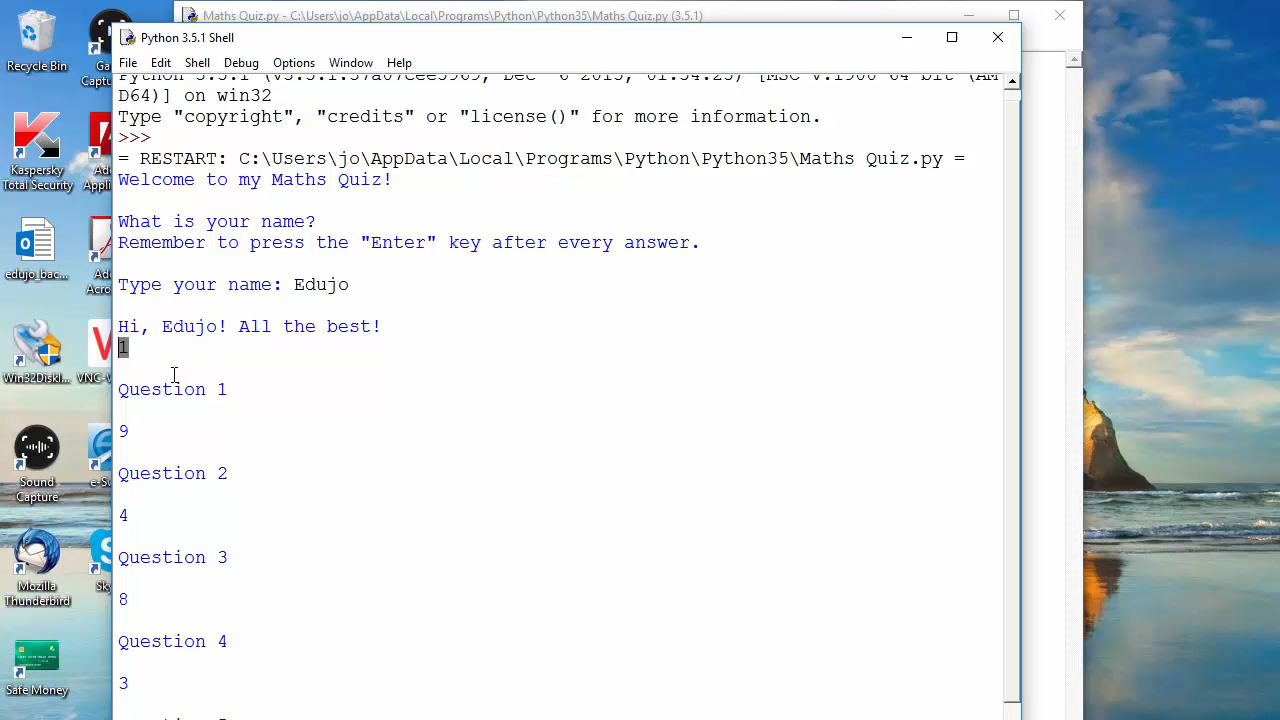 Maths Quiz.py - C:\Users\jo\AppData\Local\Programs\Python\Python35\Maths Quiz.py (3.5.1)
Python 3.5.1 Shell
File Edit Shell Debug Options Window Help
D64)] on win32
Type "copyright", "credits" or "license()" for more information.
>>>
= RESTART: C:\Users\jo\AppData\Local\Programs\Python\Python35\Maths Quiz.py =
Welcome to my Maths Quiz!
What is your name?
Remember to press the "Enter" key after every answer.
Type your name: Edujo
Hi, Edujo! All the best!
1
Question 1
9
Question 2
4
Question 3
8
Question 4
3
Recycle Bin
Kaspersky
Total Security
edujo_bac...
Win32Diskl...
Sound
Capture
Mozilla
Thunderbird
Safe Money